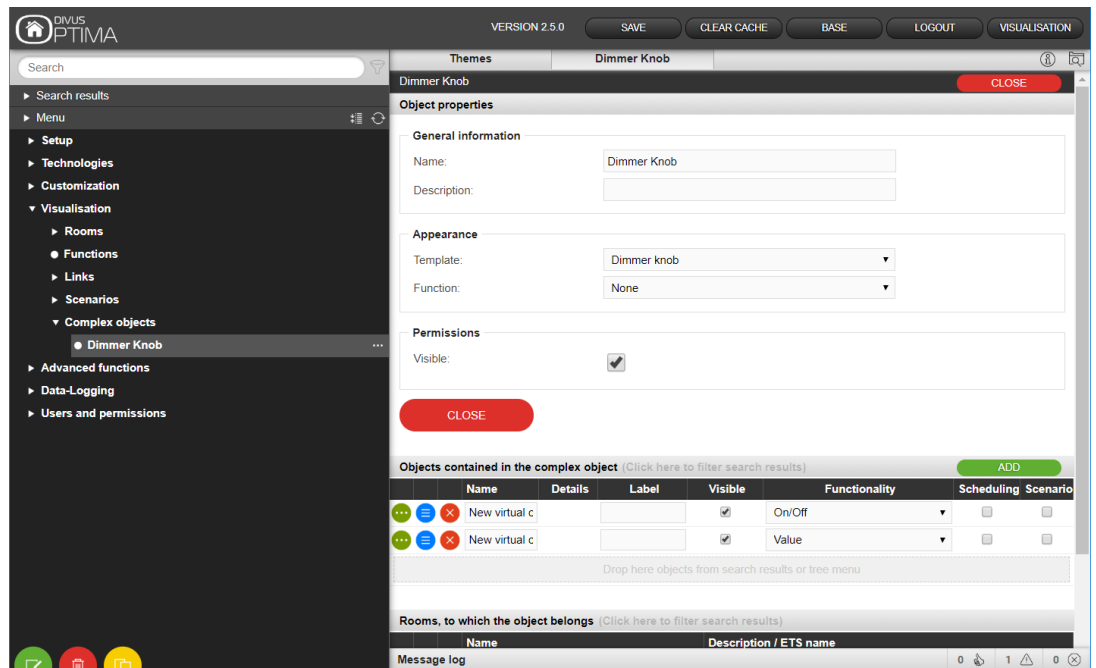 DIVUS
OPTIMA
VERSION 2.5.0
SAVE
CLEAR CACHE
BASE
LOGOUT
VISUALISATION
Search
Search results
Menu
Setup
Technologies
Customization
Visualisation
Rooms
Functions
Links
Scenarios
Complex objects
Dimmer Knob
Advanced functions
Data-Logging
Users and permissions
Themes
Dimmer Knob
Dimmer Knob
CLOSE
Object properties
General information
Name: Dimmer Knob
Description:
Appearance
Template: Dimmer knob
Function: None
Permissions
Visible:
CLOSE
Objects contained in the complex object (Click here to filter search results)
ADD
Name Details Label Visible Functionality Scheduling Scenario
New virtual c On/Off
New virtual c Value
Drop here objects from search results or tree menu
Rooms, to which the object belongs (Click here to filter search results)
Name Description / ETS name
Message log 0 1 0